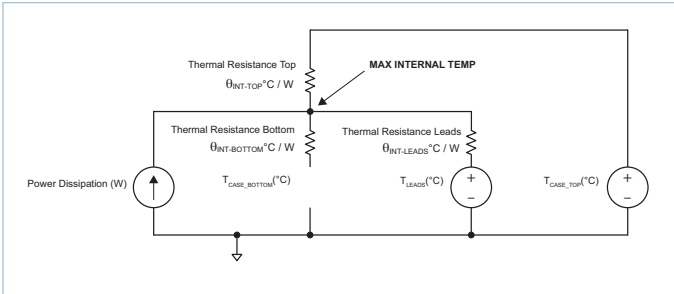 Thermal Resistance Top
θINT-TOP°C / W
MAX INTERNAL TEMP
Thermal Resistance Bottom
θINT-BOTTOM°C / W
Thermal Resistance Leads
θINT-LEADS°C / W
Power Dissipation (W)
TCASE_BOTTOM(°C)
TLEADS(°C)
TCASE_TOP(°C)
+
–
+
–